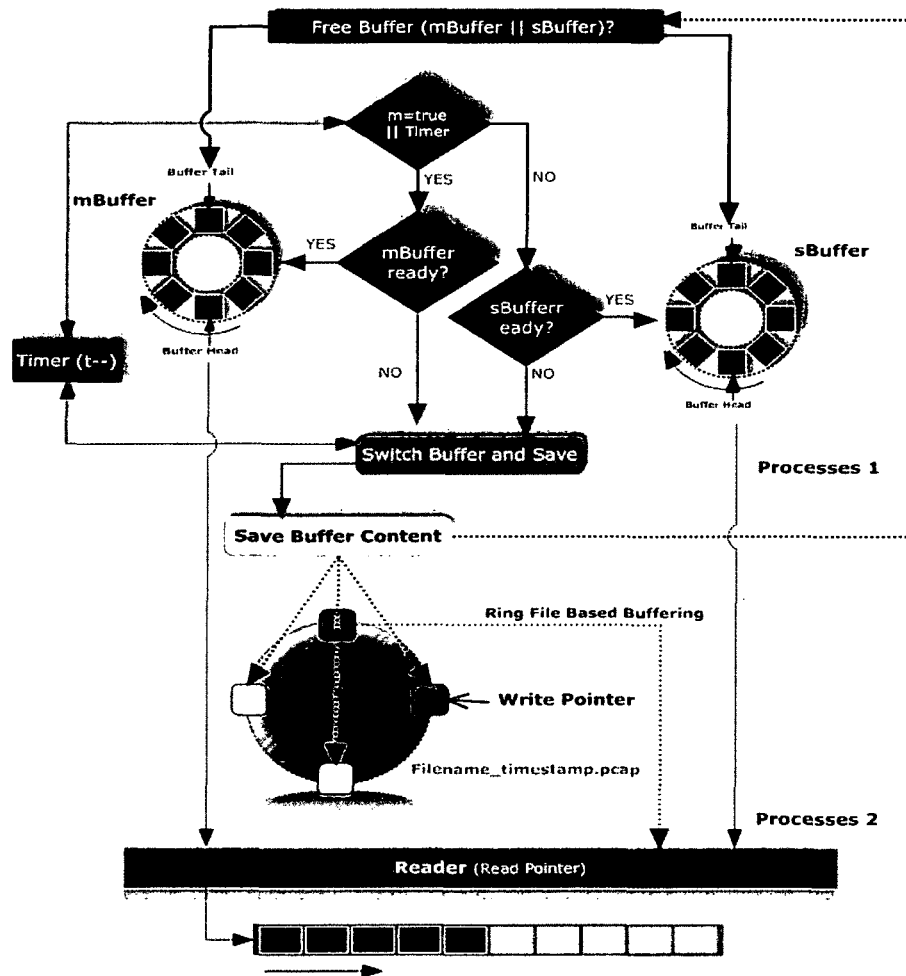 Free Buffer (mBuffer || sBuffer)?
m=true
|| Timer
YES
NO
Buffer Tail
mBuffer
YES
mBuffer
ready?
Buffer Tail
sBuffer
sBufferr
eady?
YES
Timer (t--)
Buffer Head
NO
NO
Buffer Head
Switch Buffer and Save
Processes 1
Save Buffer Content
Ring File Based Buffering
Write Pointer
Filename_timestamp.pcap
Processes 2
Reader (Read Pointer)